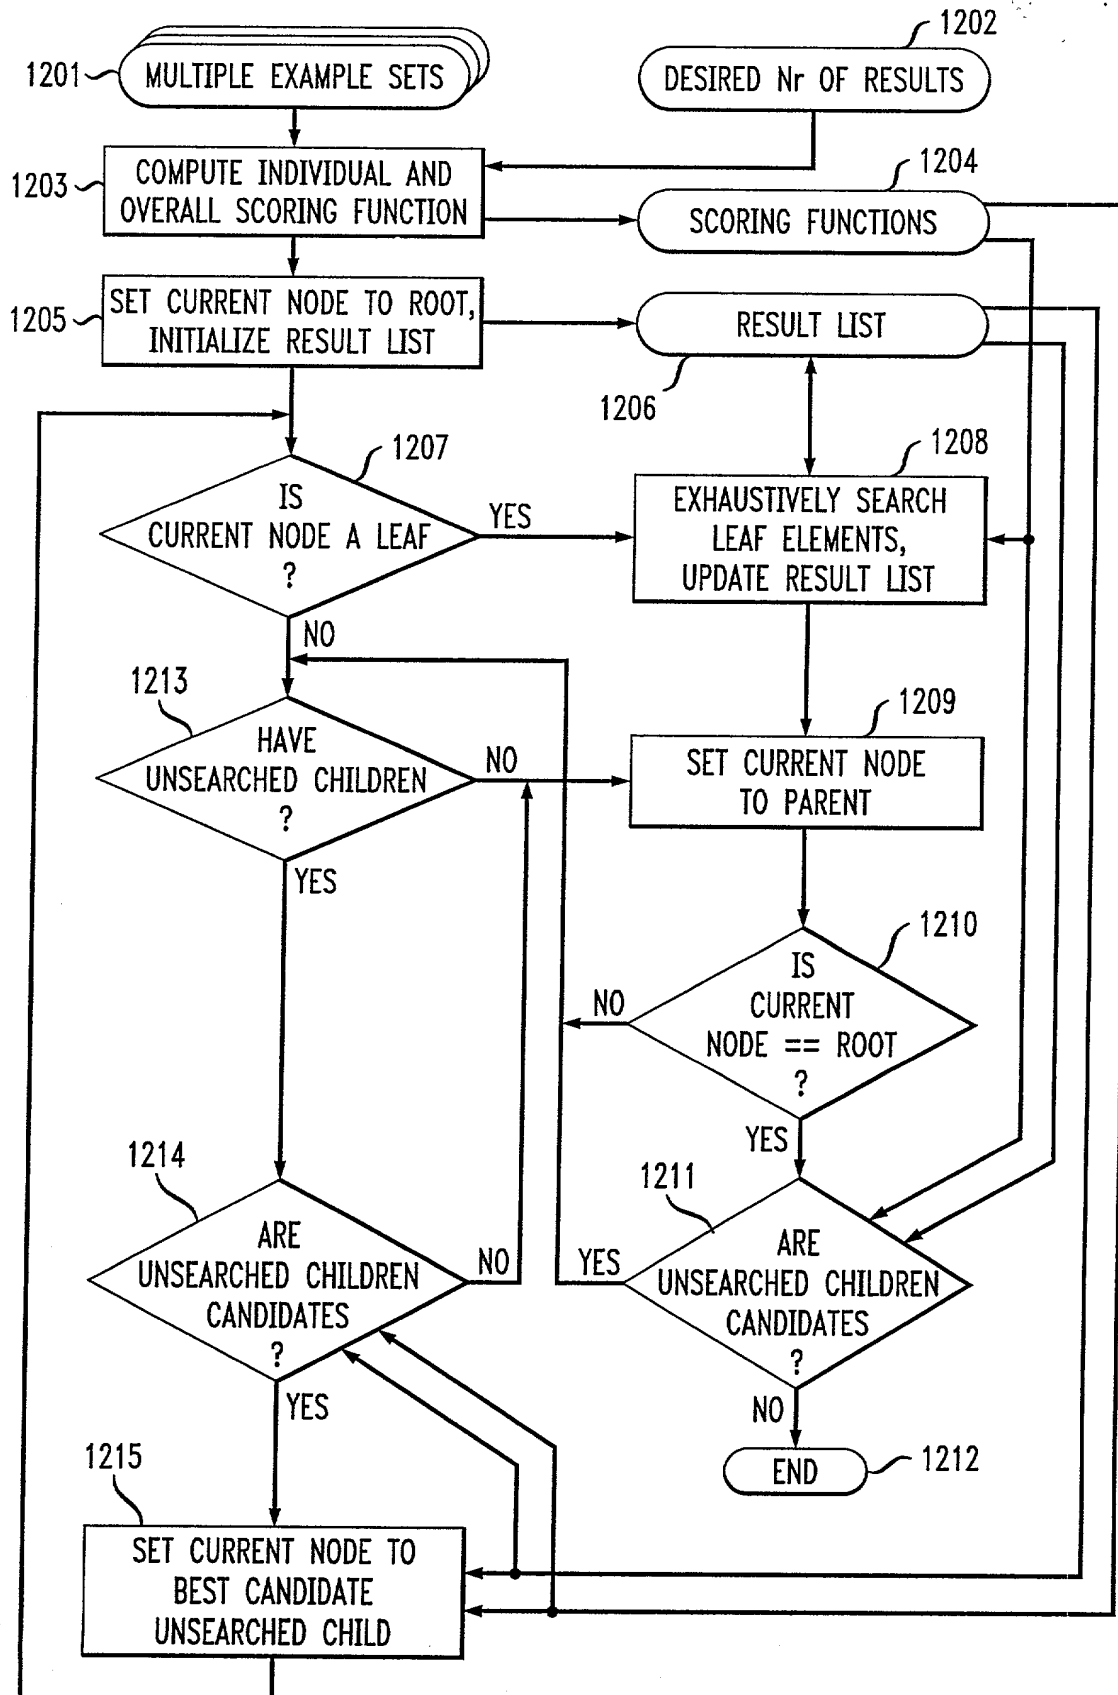 1202
1201
MULTIPLE EXAMPLE SETS
DESIRED Nr OF RESULTS
1203
COMPUTE INDIVIDUAL AND
OVERALL SCORING FUNCTION
1204
SCORING FUNCTIONS
1205
SET CURRENT NODE TO ROOT,
INITIALIZE RESULT LIST
RESULT LIST
1206
1207
IS
CURRENT NODE A LEAF
?
YES
NO
1208
EXHAUSTIVELY SEARCH
LEAF ELEMENTS,
UPDATE RESULT LIST
1213
HAVE
UNSEARCHED CHILDREN
?
NO
YES
1209
SET CURRENT NODE
TO PARENT
1210
IS
CURRENT
NODE == ROOT
?
NO
YES
1214
ARE
UNSEARCHED CHILDREN
CANDIDATES
?
NO
YES
1211
ARE
UNSEARCHED CHILDREN
CANDIDATES
?
YES
NO
END
1212
1215
SET CURRENT NODE TO
BEST CANDIDATE
UNSEARCHED CHILD